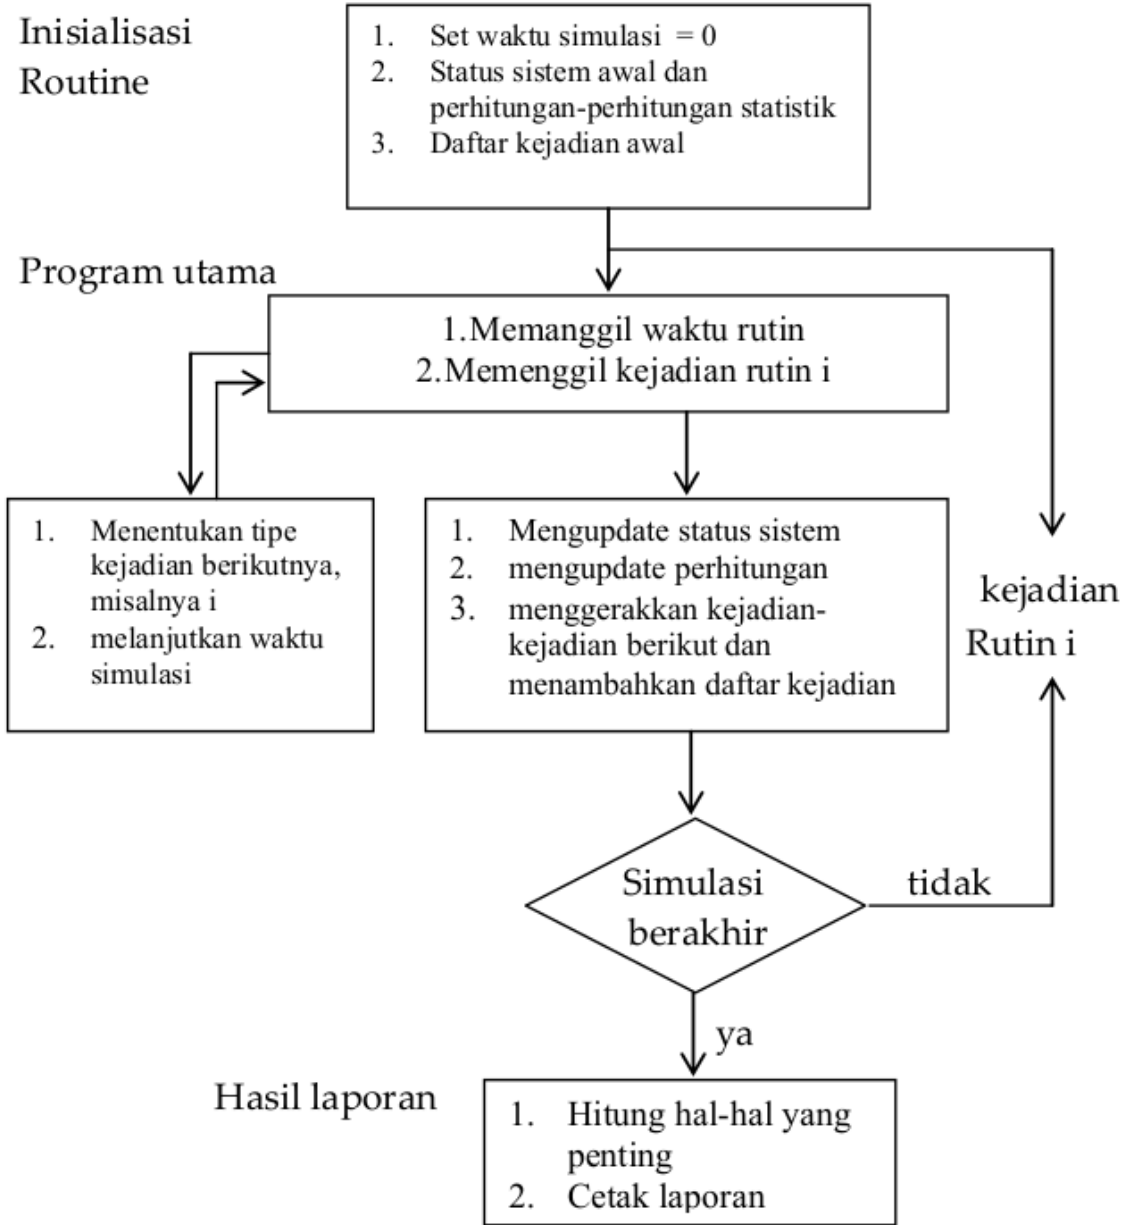 Inisialisasi
Routine
1. Set waktu simulasi = 0
2. Status sistem awal dan
perhitungan-perhitungan statistik
3. Daftar kejadian awal
Program utama
1.Memanggil waktu rutin
2.Memenggil kejadian rutin i
1. Menentukan tipe
kejadian berikutnya,
misalnya i
2. melanjutkan waktu
simulasi
1. Mengupdate status sistem
2. mengupdate perhitungan
3. menggerakkan kejadian-
kejadian berikut dan
menambahkan daftar kejadian
kejadian
Rutin i
Simulasi
berakhir
tidak
ya
Hasil laporan
1. Hitung hal-hal yang
penting
2. Cetak laporan